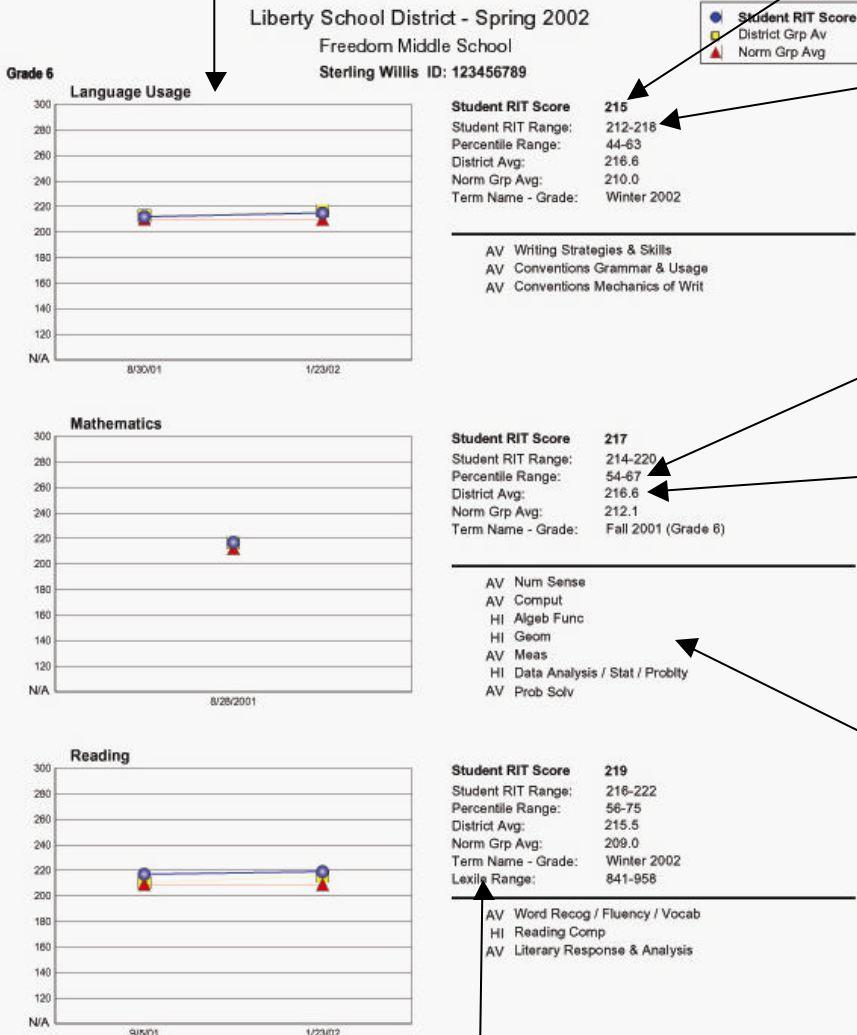 Liberty School District - Spring 2002
Freedom Middle School
Sterling Willis ID: 123456789
Student RIT Score
District Grp Av
Norm Grp Avg
Grade 6
Language Usage
300
280
260
240
220
200
180
160
140
120
N/A
8/30/01 1/23/02
Student RIT Score 215
Student RIT Range: 212-218
Percentile Range: 44-63
District Avg: 216.6
Norm Grp Avg: 210.0
Term Name - Grade: Winter 2002
AV Writing Strategies & Skills
AV Conventions Grammar & Usage
AV Conventions Mechanics of Writ
Mathematics
300
280
260
240
220
200
180
160
140
120
N/A
8/28/2001
Student RIT Score 217
Student RIT Range: 214-220
Percentile Range: 54-67
District Avg: 216.6
Norm Grp Avg: 212.1
Term Name - Grade: Fall 2001 (Grade 6)
AV Num Sense
AV Comput
HI Algeb Func
HI Geom
AV Meas
HI Data Analysis / Stat / Problty
AV Prob Solv
Reading
300
280
260
240
220
200
180
160
140
120
N/A
9/5/01 1/23/02
Student RIT Score 219
Student RIT Range: 216-222
Percentile Range: 56-75
District Avg: 215.5
Norm Grp Avg: 209.0
Term Name - Grade: Winter 2002
Lexile Range: 841-958
AV Word Recog / Fluency / Vocab
HI Reading Comp
AV Literary Response & Analysis